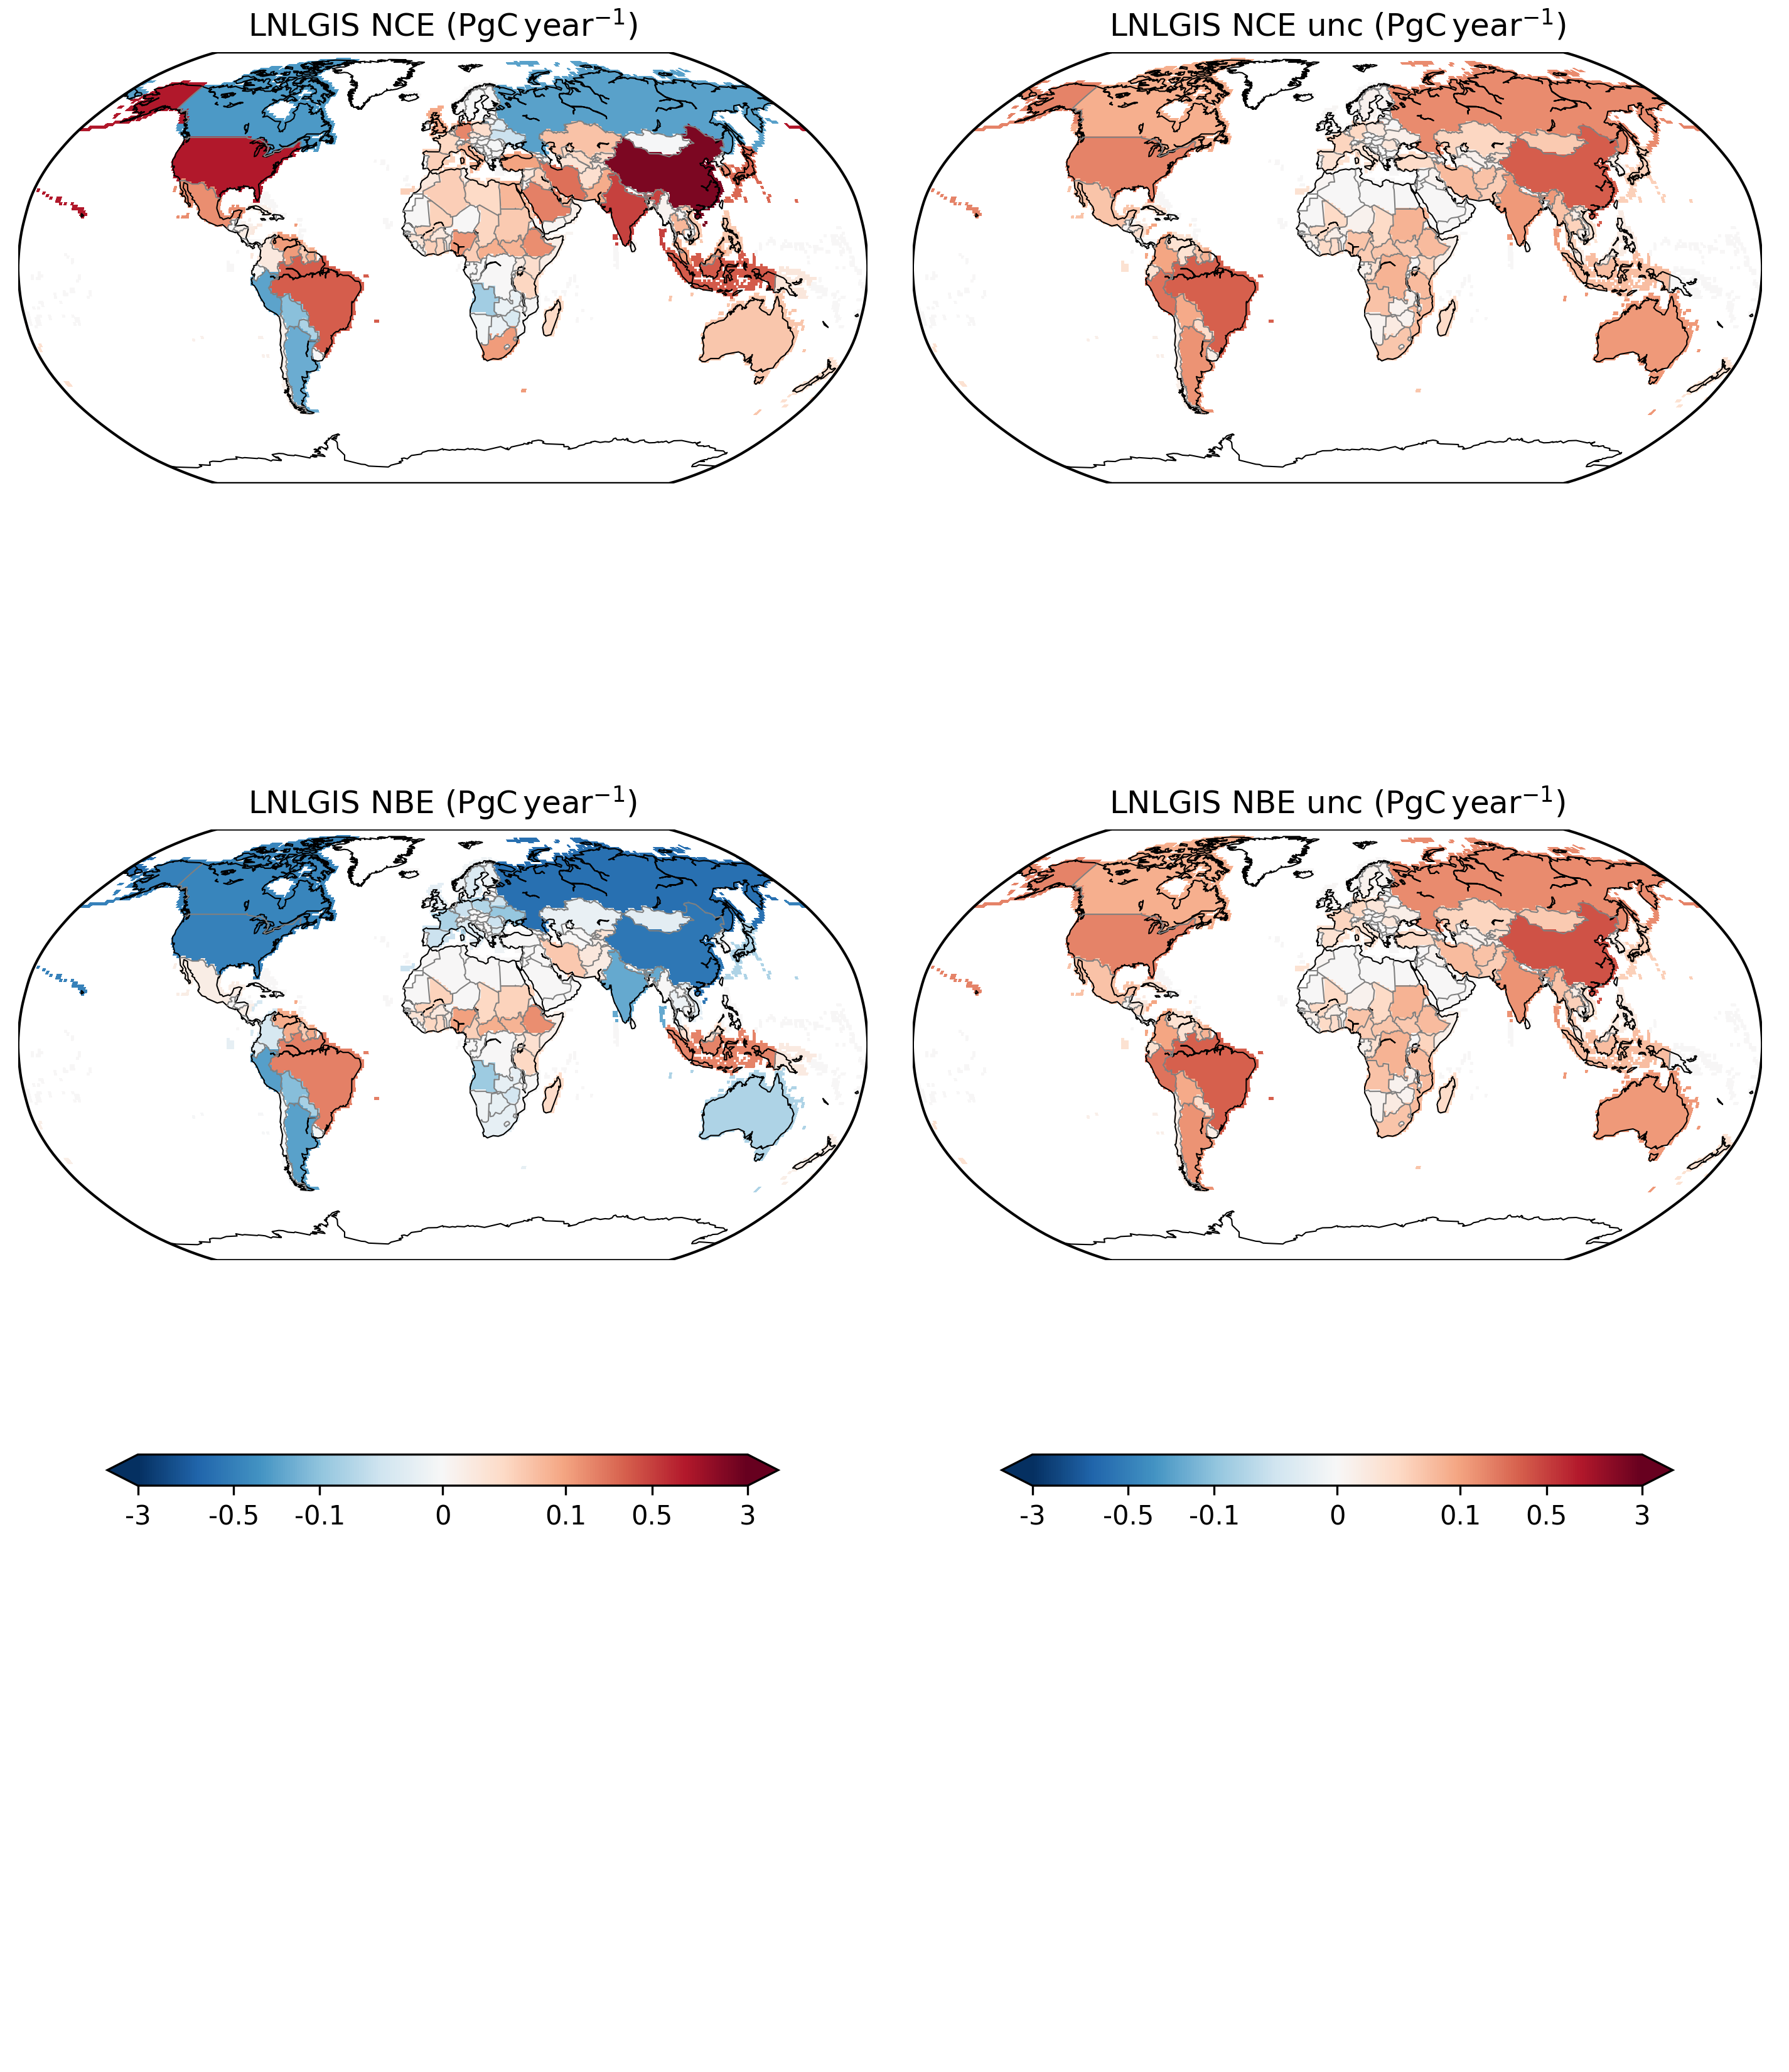 LNLGIS NCE (PgC year⁻¹)
LNLGIS NCE unc (PgC year⁻¹)
LNLGIS NBE (PgC year⁻¹)
LNLGIS NBE unc (PgC year⁻¹)
-3 -0.5 -0.1 0 0.1 0.5 3
-3 -0.5 -0.1 0 0.1 0.5 3